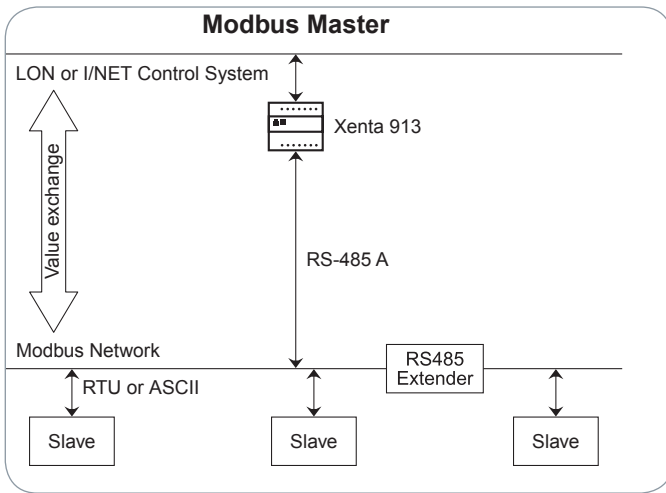 Modbus Master
LON or I/NET Control System
Xenta 913
Value exchange
RS-485 A
Modbus Network
RS485
Extender
RTU or ASCII
Slave
Slave
Slave